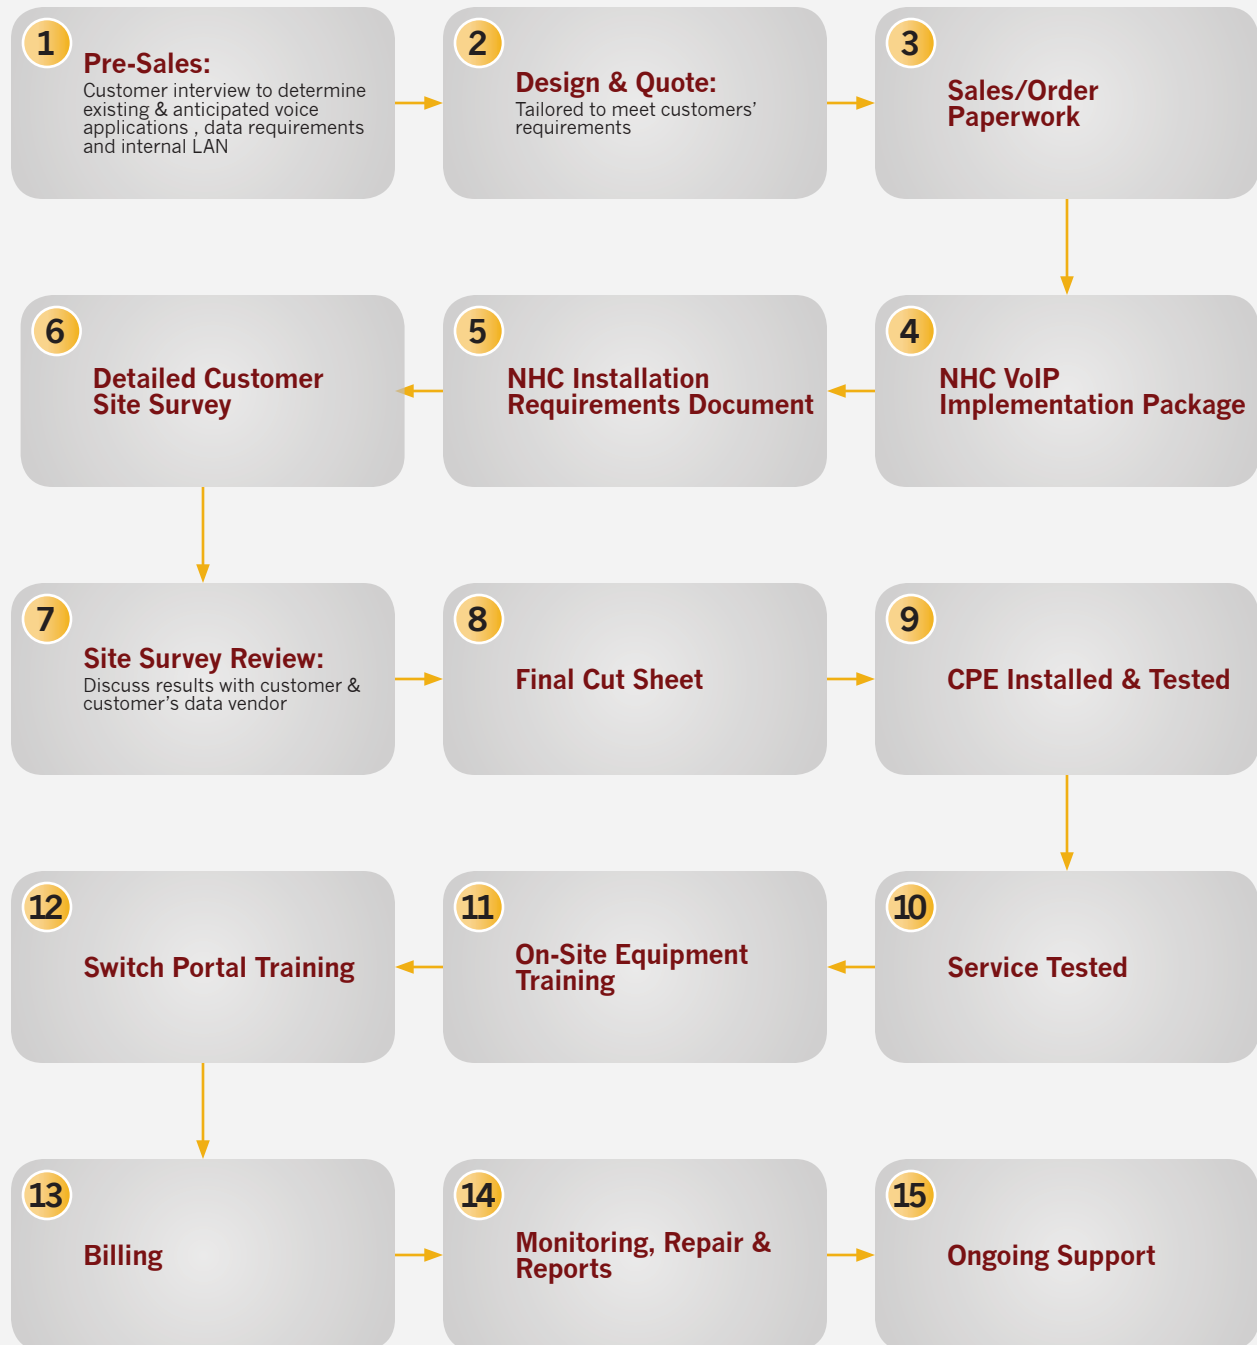 1
Pre-Sales:
Customer interview to determine
existing & anticipated voice
applications , data requirements
and internal LAN
2
Design & Quote:
Tailored to meet customers’
requirements
3
Sales/Order
Paperwork
4
NHC VoIP
Implementation Package
5
NHC Installation
Requirements Document
6
Detailed Customer
Site Survey
7
Site Survey Review:
Discuss results with customer &
customer’s data vendor
8
Final Cut Sheet
9
CPE Installed & Tested
10
Service Tested
11
On-Site Equipment
Training
12
Switch Portal Training
13
Billing
14
Monitoring, Repair &
Reports
15
Ongoing Support